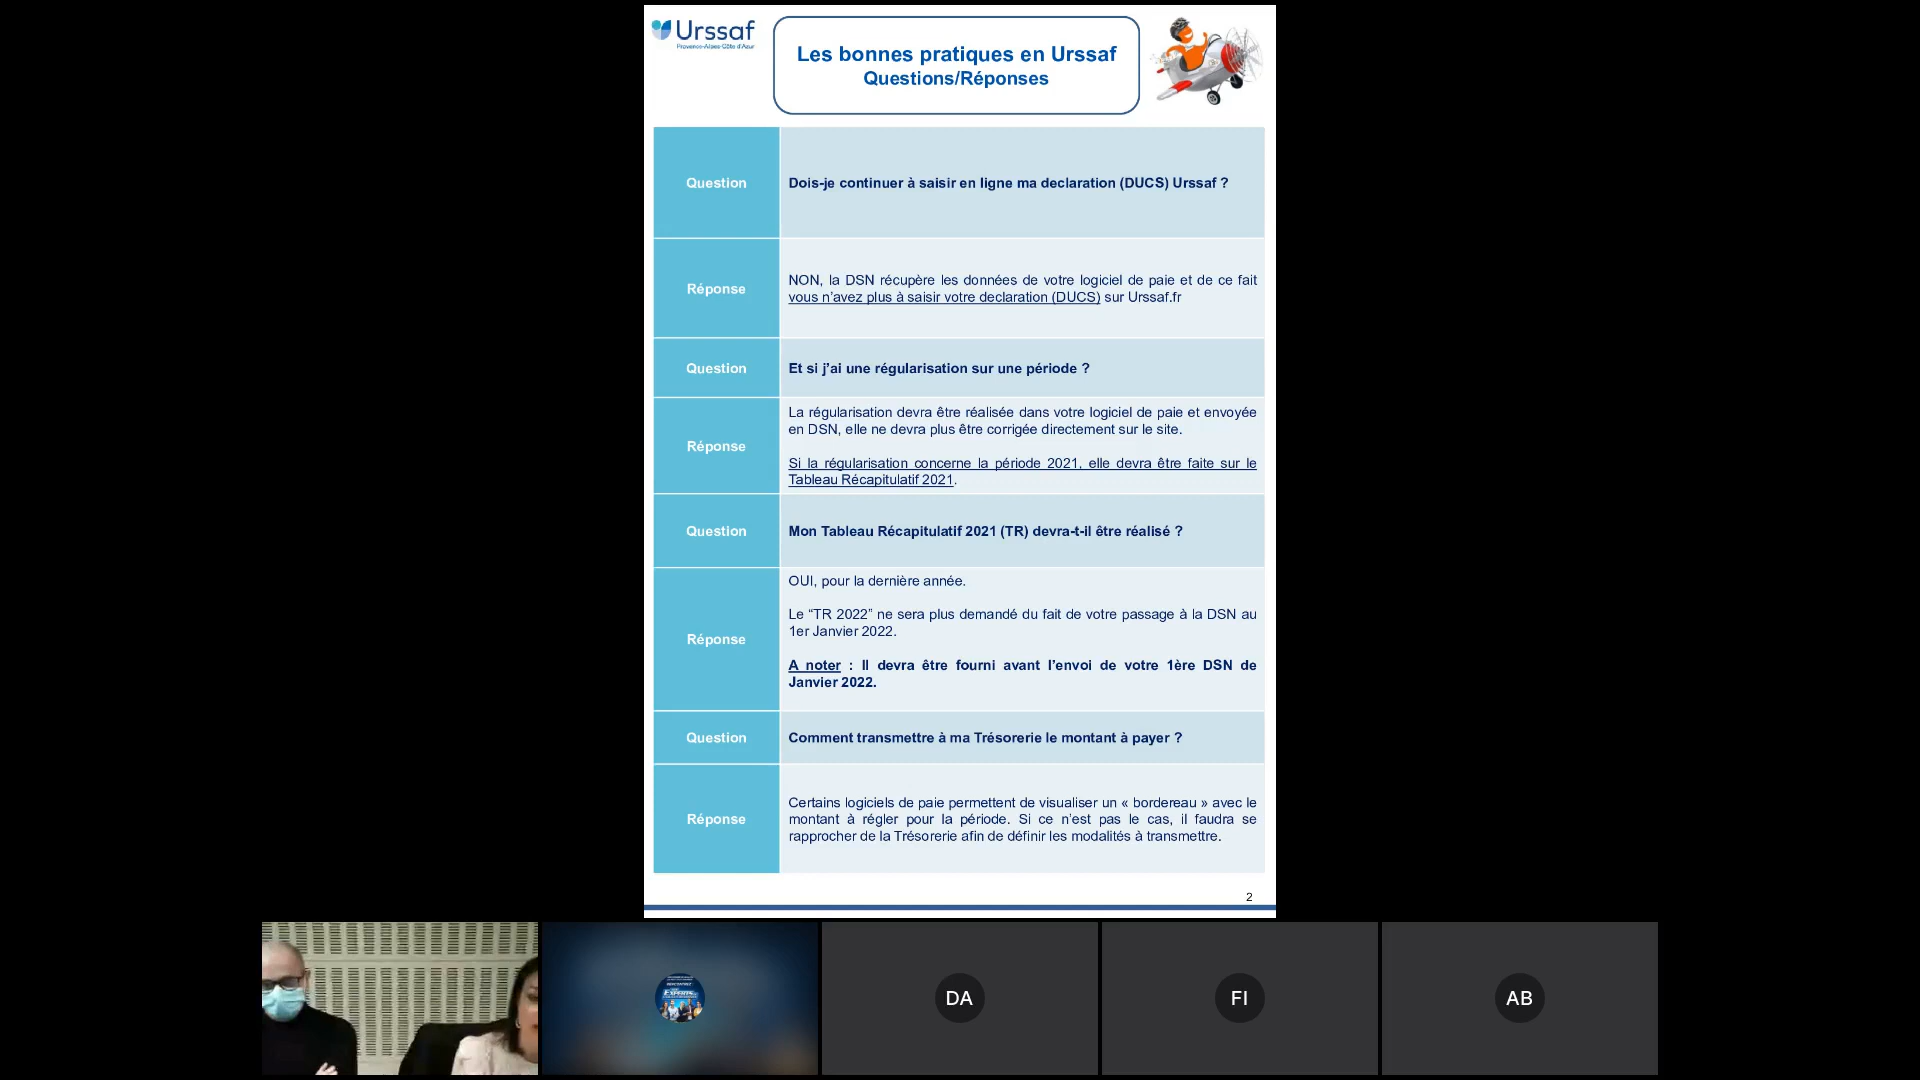 Urssaf
Provence-Alpes-Côte d'Azur
Les bonnes pratiques en Urssaf
Questions/Réponses
Question
Dois-je continuer à saisir en ligne ma declaration (DUCS) Urssaf ?
Réponse
NON, la DSN récupère les données de votre logiciel de paie et de ce fait
vous n’avez plus à saisir votre declaration (DUCS) sur Urssaf.fr
Question
Et si j’ai une régularisation sur une période ?
Réponse
La régularisation devra être réalisée dans votre logiciel de paie et envoyée
en DSN, elle ne devra plus être corrigée directement sur le site.
Si la régularisation concerne la période 2021, elle devra être faite sur le
Tableau Récapitulatif 2021.
Question
Mon Tableau Récapitulatif 2021 (TR) devra-t-il être réalisé ?
Réponse
OUI, pour la dernière année.
Le “TR 2022” ne sera plus demandé du fait de votre passage à la DSN au
1er Janvier 2022.
A noter : Il devra être fourni avant l’envoi de votre 1ère DSN de
Janvier 2022.
Question
Comment transmettre à ma Trésorerie le montant à payer ?
Réponse
Certains logiciels de paie permettent de visualiser un « bordereau » avec le
montant à régler pour la période. Si ce n’est pas le cas, il faudra se
rapprocher de la Trésorerie afin de définir les modalités à transmettre.
2
DA
FI
AB